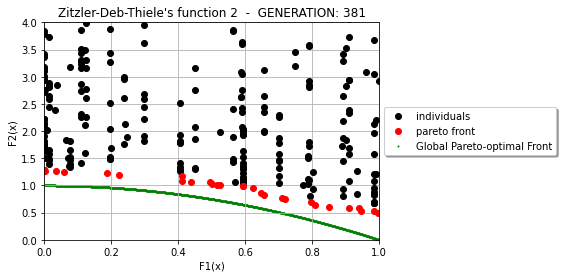 Zitzler-Deb-Thiele's function 2 - GENERATION: 381
4.0
3.5
3.0
2.5
2.0
1.5
1.0
0.5
0.0
F2(x)
0.0 0.2 0.4 0.6 0.8 1.0
F1(x)
individuals
pareto front
Global Pareto-optimal Front